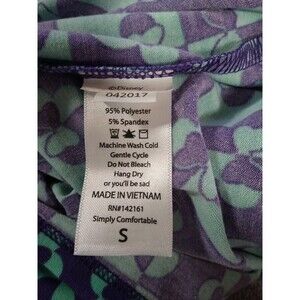 ©Disney
042017
95% Polyester
5% Spandex
Machine Wash Cold
Gentle Cycle
Do Not Bleach
Hang Dry
or you'll be sad
MADE IN VIETNAM
RN#142161
Simply Comfortable
S